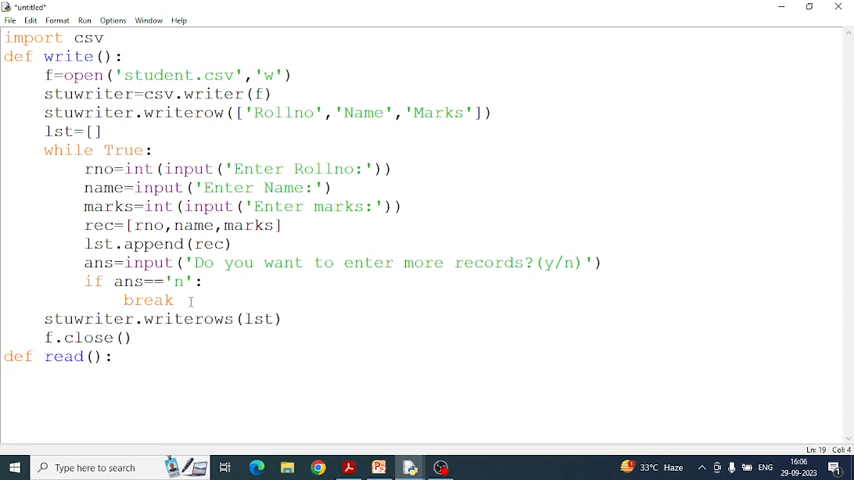 *untitled*
File Edit Format Run Options Window Help
import csv
def write():
    f=open('student.csv','w')
    stuwriter=csv.writer(f)
    stuwriter.writerow(['Rollno','Name','Marks'])
    lst=[]
    while True:
        rno=int(input('Enter Rollno:'))
        name=input('Enter Name:')
        marks=int(input('Enter marks:'))
        rec=[rno,name,marks]
        lst.append(rec)
        ans=input('Do you want to enter more records?(y/n)')
        if ans=='n':
            break
    stuwriter.writerows(lst)
    f.close()
def read():
Ln: 19 Col: 4
Type here to search
33°C Haze
ENG
16:06
29-09-2023